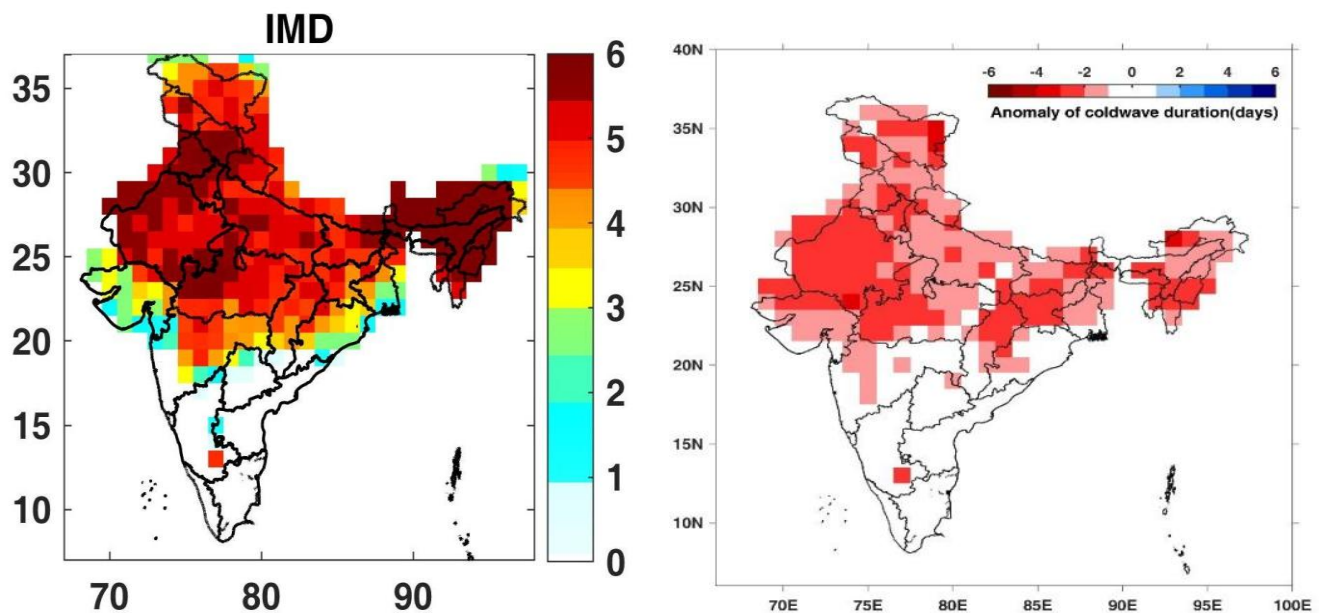 IMD
35
30
25
20
15
10
70 80 90
6
5
4
3
2
1
0
40N
35N
30N
25N
20N
15N
10N
-6 -4 -2 0 2 4 6
Anomaly of coldwave duration(days)
70E 75E 80E 85E 90E 95E 100E